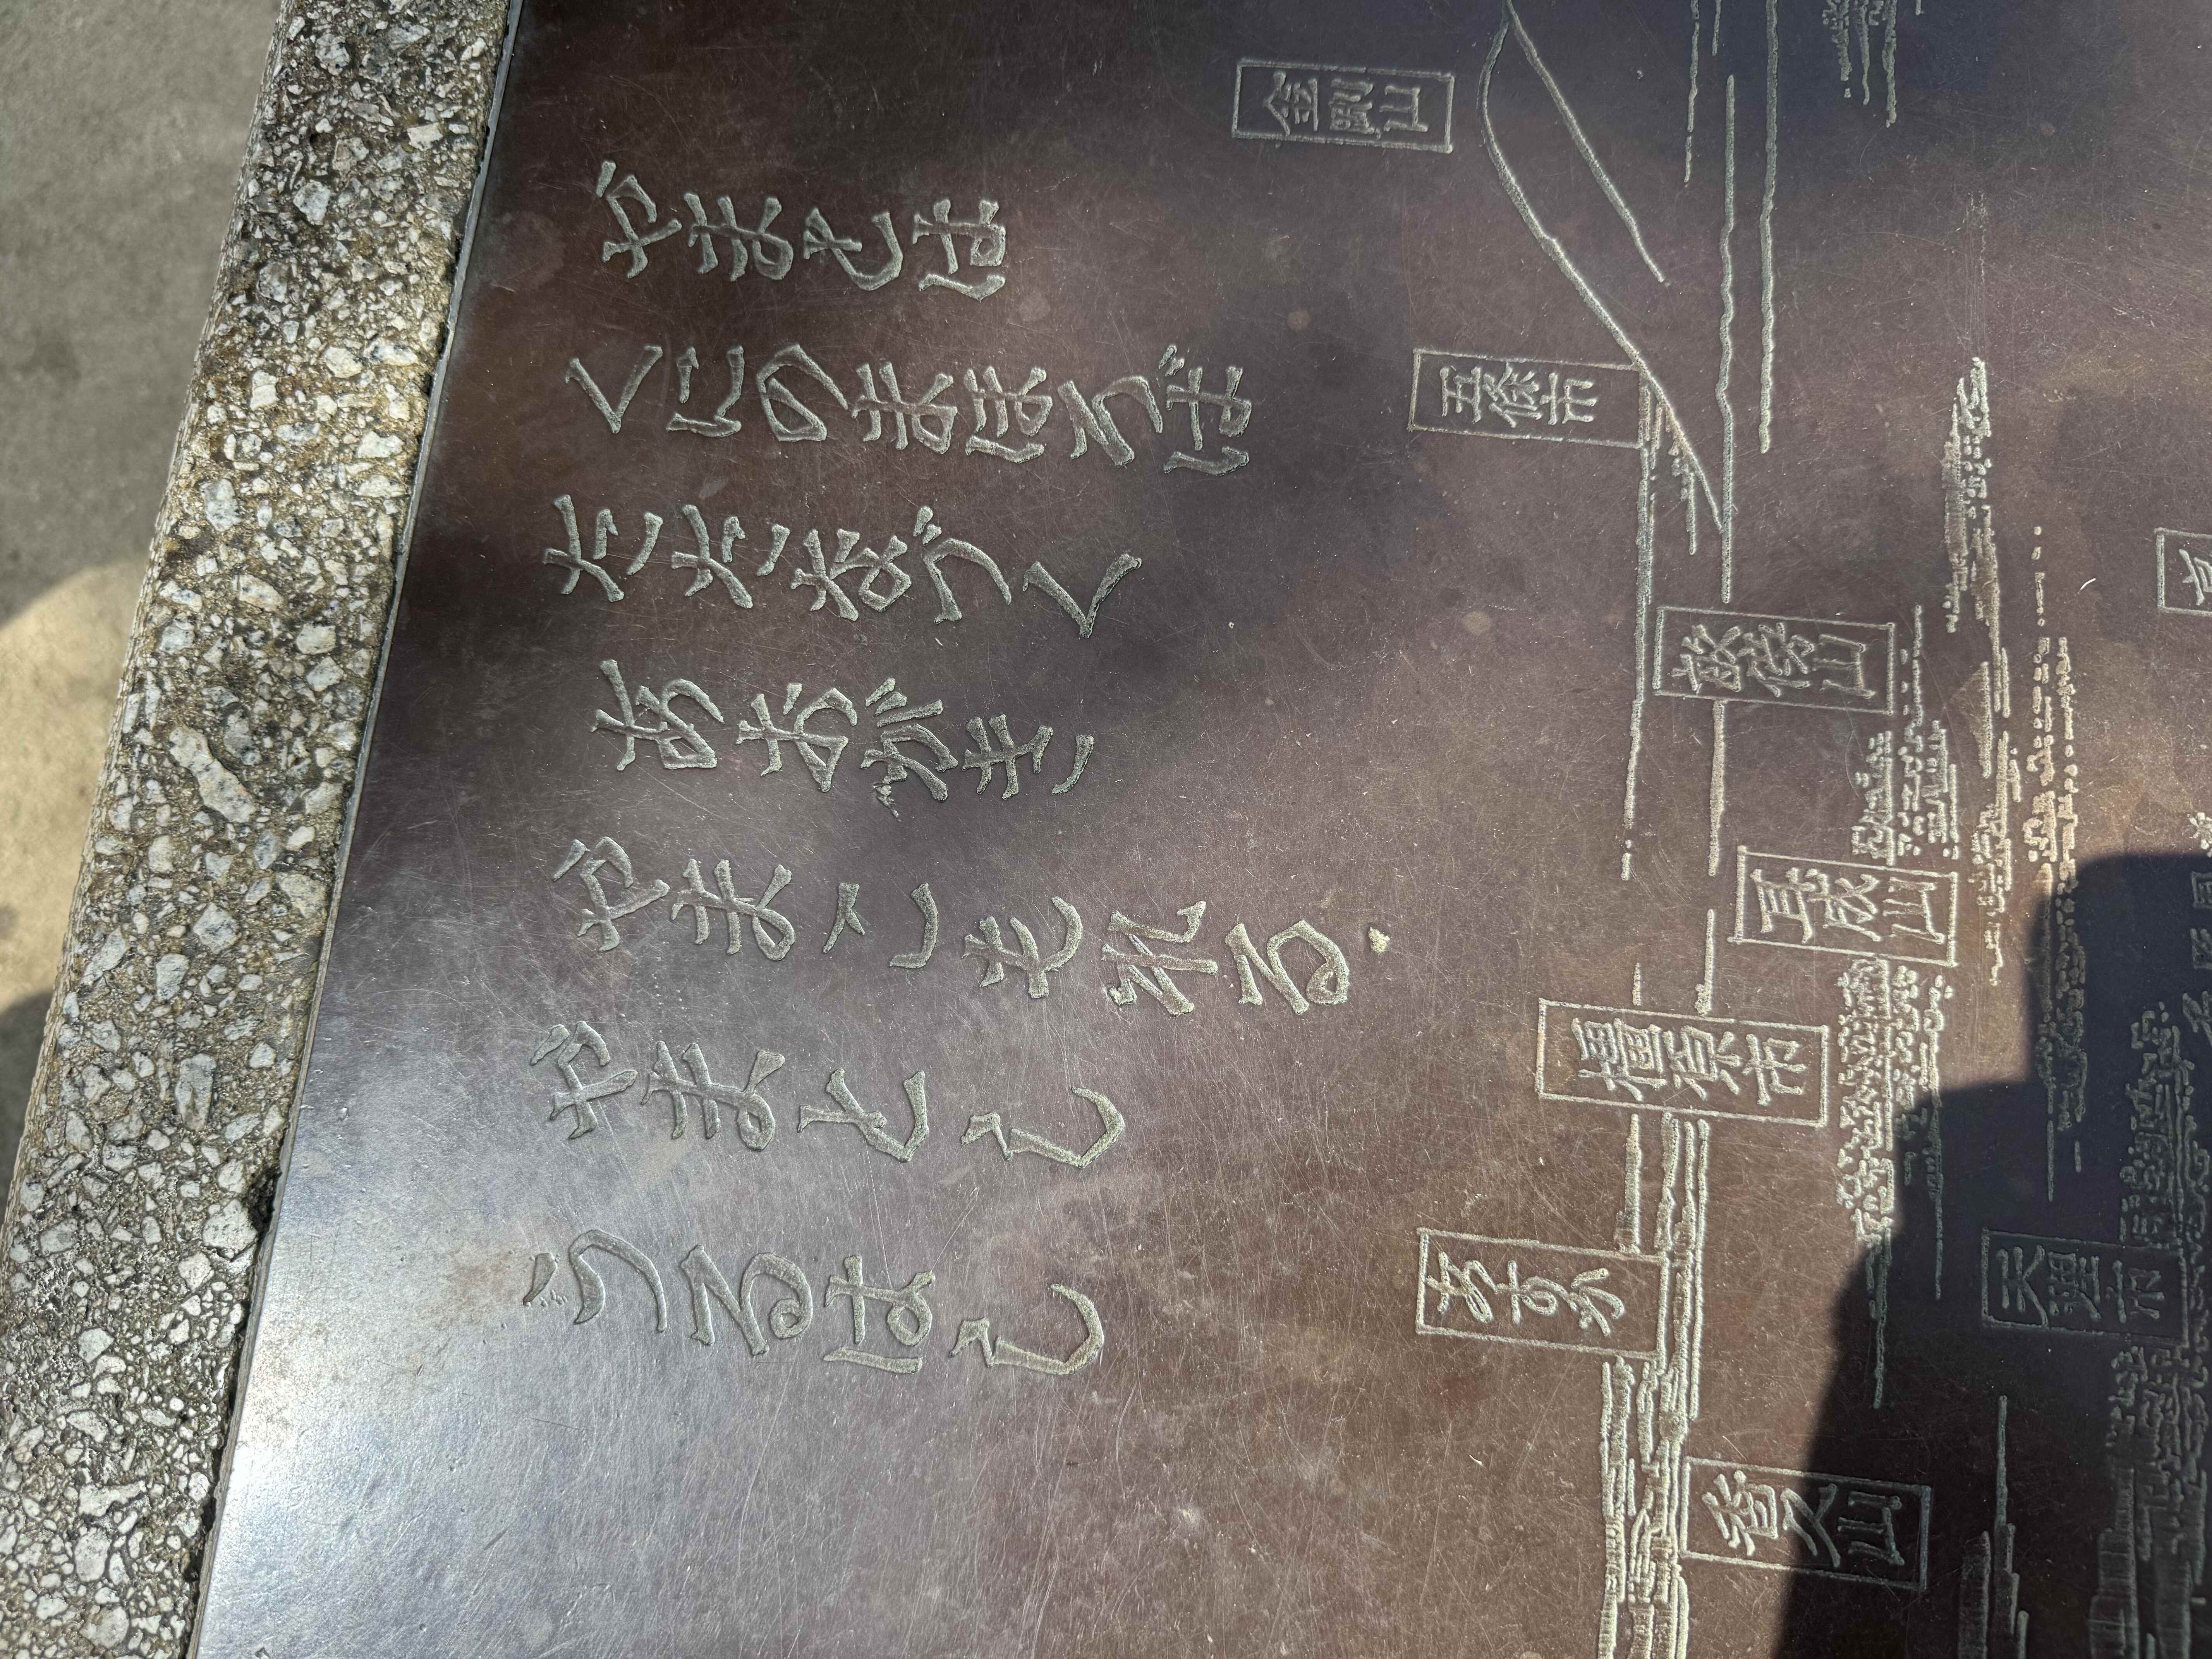 やまとは
くにのまほろば
たたなづく
あおがき
やまこもれる
やまとし
うるはし
金剛山
五條市
畝傍山
耳成山
橿原市
あすか
香久山
天理市